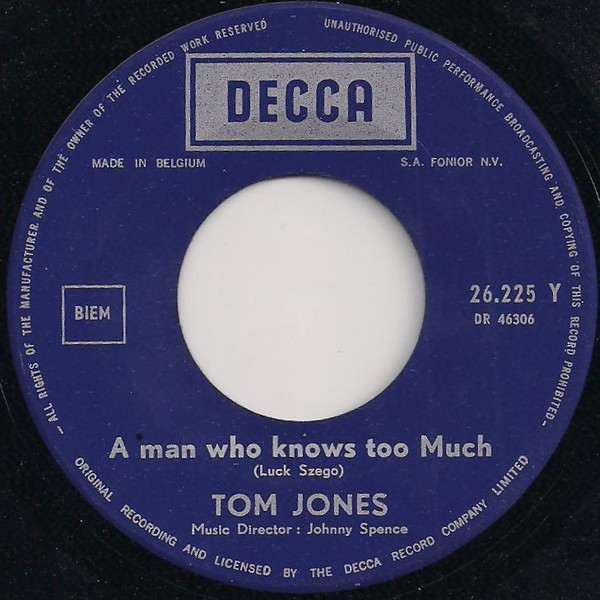 — ALL RIGHTS OF THE MANUFACTURER AND OF THE OWNER OF THE RECORDED WORK RESERVED
UNAUTHORISED PUBLIC PERFORMANCE BROADCASTING AND COPYING OF THIS RECORD PROHIBITED —
DECCA
MADE IN BELGIUM
S.A. FONIOR N.V.
BIEM
26.225 Y
DR 46306
A man who knows too Much
(Luck Szego)
TOM JONES
Music Director : Johnny Spence
ORIGINAL RECORDING AND LICENSED BY THE DECCA RECORD COMPANY LIMITED